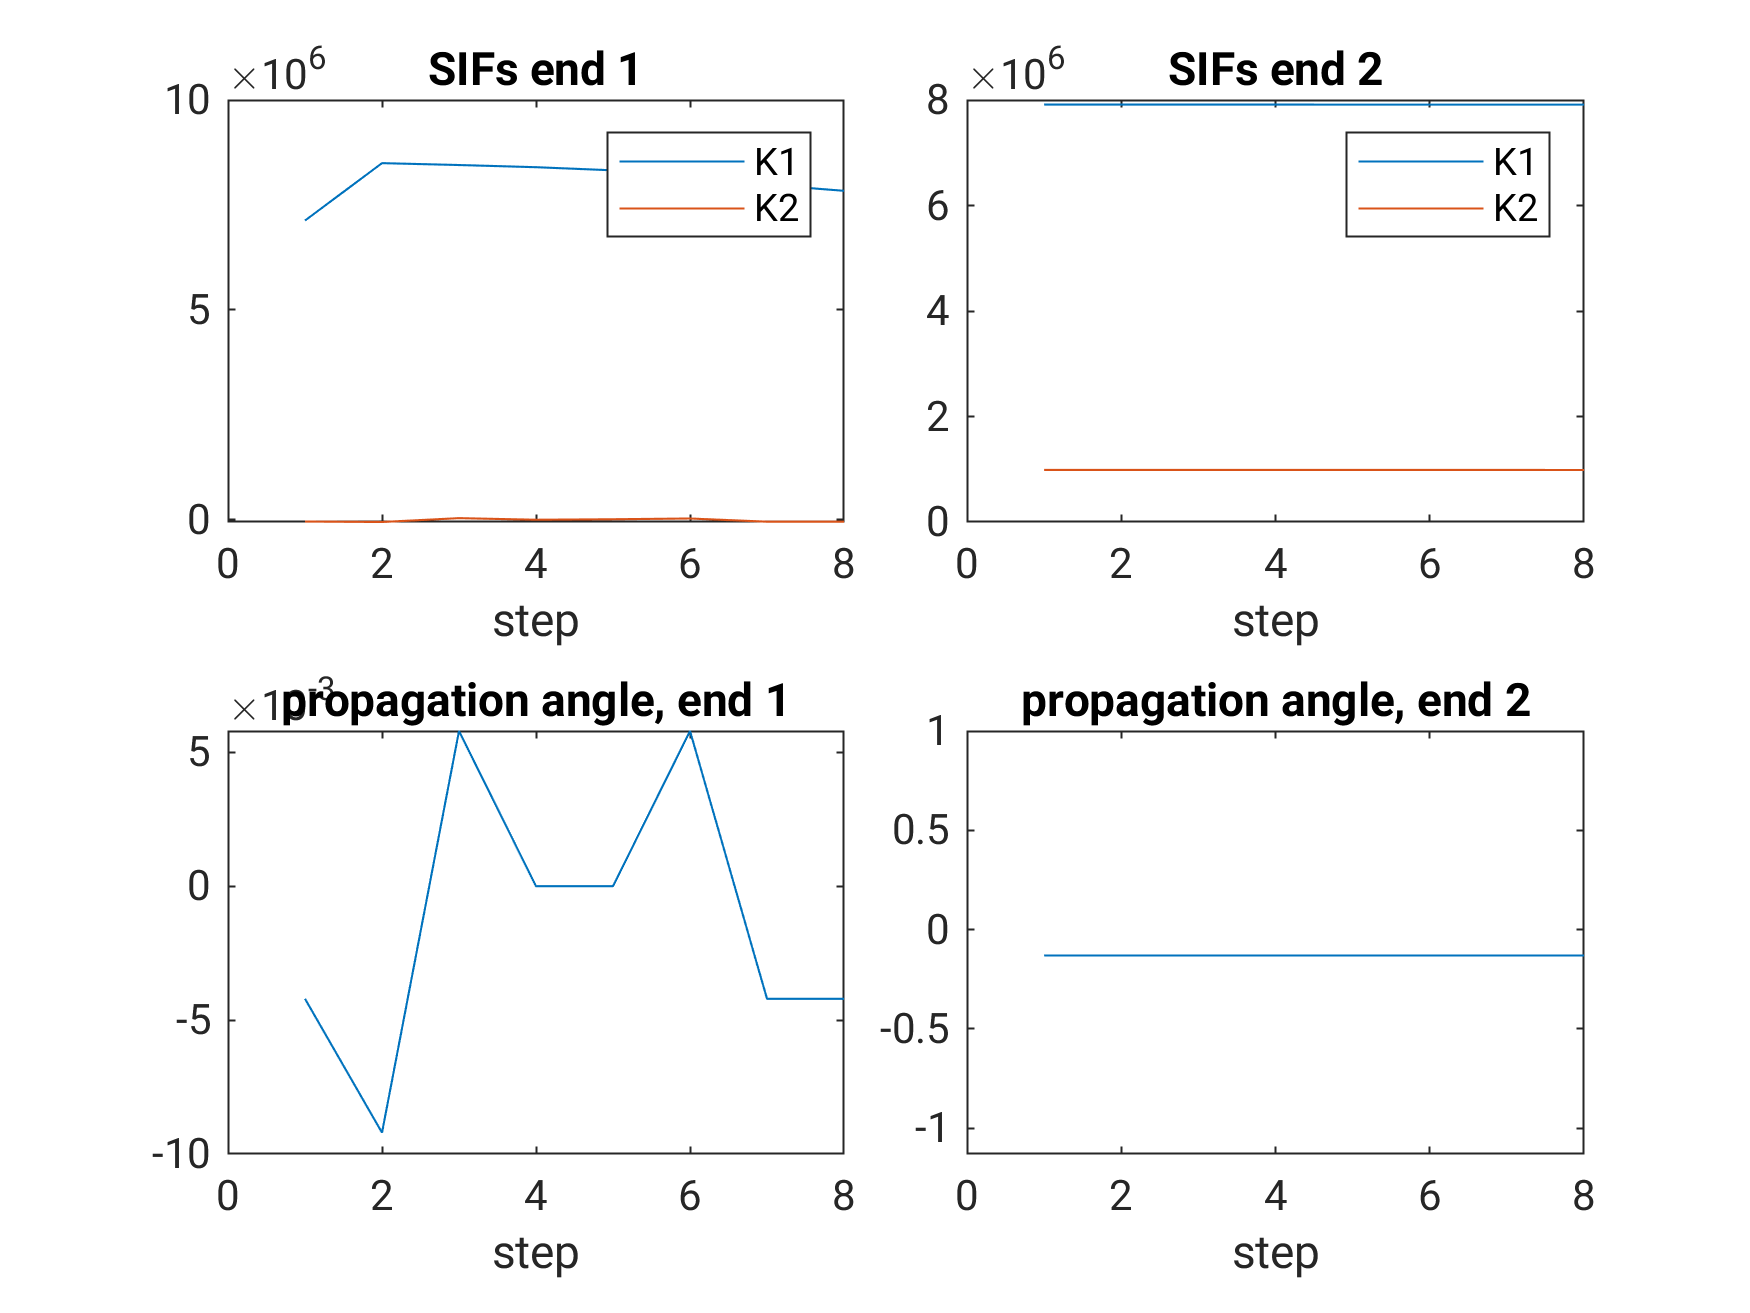 ×10^6
SIFs end 1
10
5
0
K1
K2
0 2 4 6 8
step
×10^6
SIFs end 2
8
6
4
2
0
K1
K2
0 2 4 6 8
step
×10^-3
propagation angle, end 1
5
0
-5
-10
0 2 4 6 8
step
propagation angle, end 2
1
0.5
0
-0.5
-1
0 2 4 6 8
step